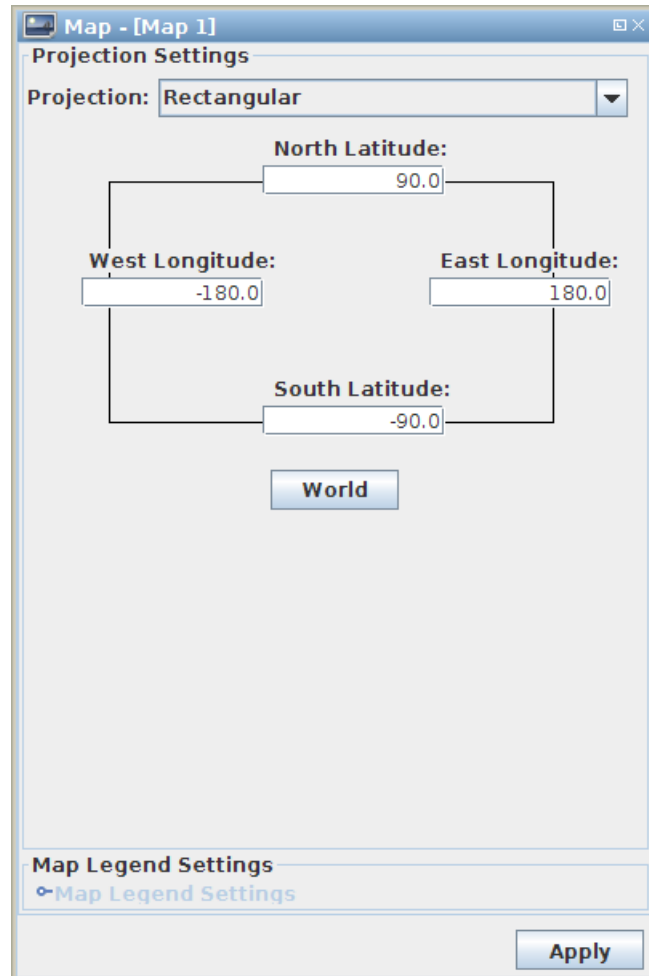 Map - [Map 1]
Projection Settings
Projection: Rectangular
North Latitude:
90.0
West Longitude: East Longitude:
-180.0 180.0
South Latitude:
-90.0
World
Map Legend Settings
Map Legend Settings
Apply